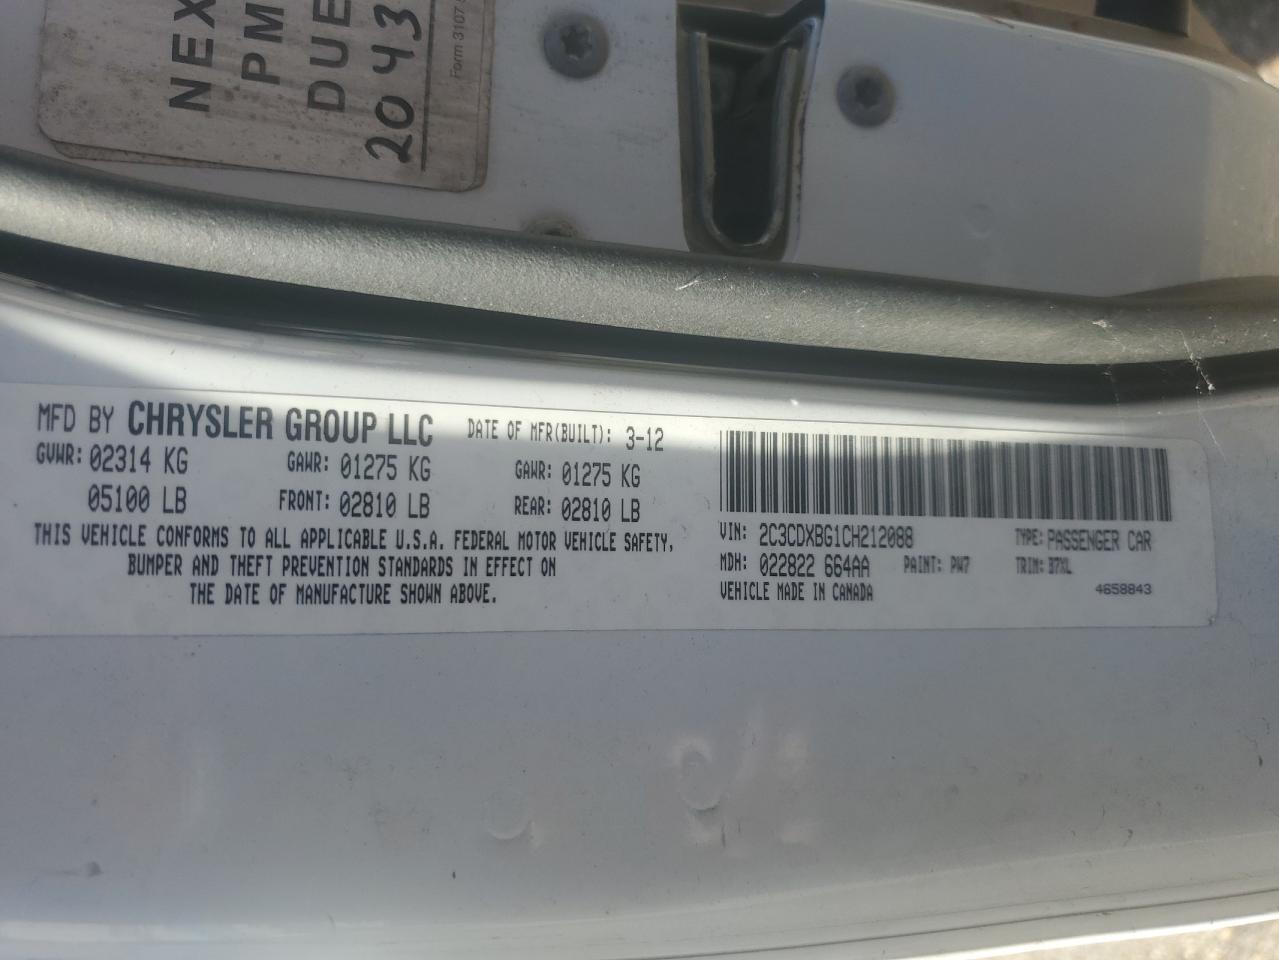 NEX
PM
DUE
2043
Form 3107
MFD BY CHRYSLER GROUP LLC DATE OF MFR(BUILT): 3-12
GVWR: 02314 KG GAWR: 01275 KG GAWR: 01275 KG
05100 LB FRONT: 02810 LB REAR: 02810 LB
THIS VEHICLE CONFORMS TO ALL APPLICABLE U.S.A. FEDERAL MOTOR VEHICLE SAFETY,
BUMPER AND THEFT PREVENTION STANDARDS IN EFFECT ON
THE DATE OF MANUFACTURE SHOWN ABOVE.
VIN: 2C3CDXBG1CH212088 TYPE: PASSENGER CAR
MDH: 022822 664AA PAINT: PW7 TRIM: B7XL
VEHICLE MADE IN CANADA 4658843